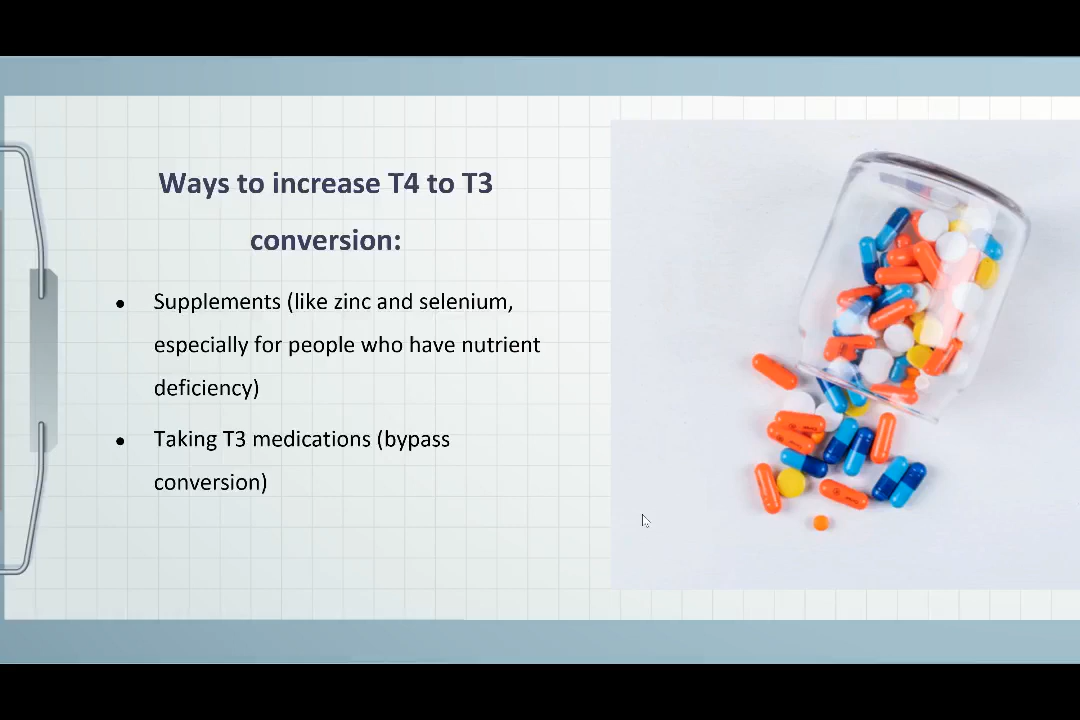 Ways to increase T4 to T3
conversion:
● Supplements (like zinc and selenium,
especially for people who have nutrient
deficiency)
● Taking T3 medications (bypass
conversion)